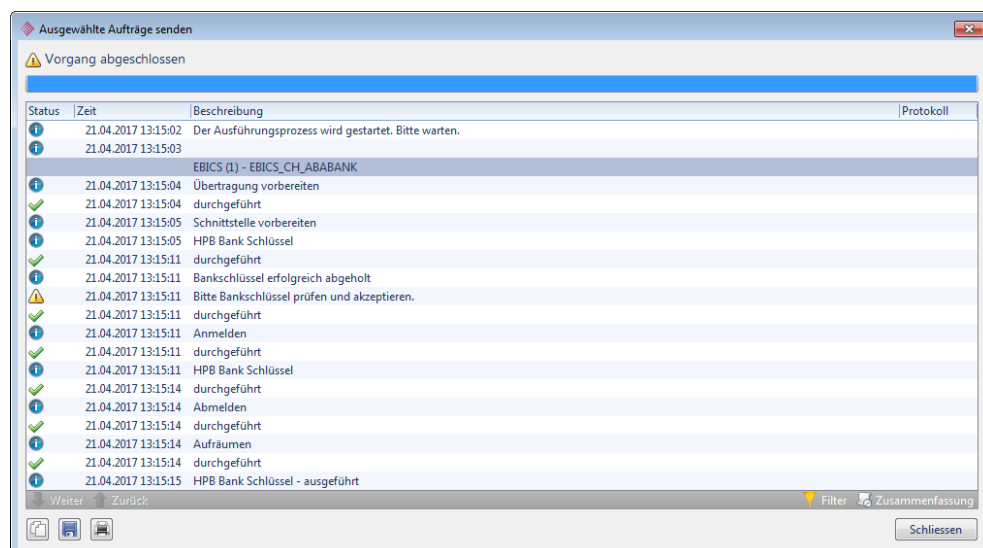 Ausgewählte Aufträge senden
Vorgang abgeschlossen
Status Zeit Beschreibung Protokoll
21.04.2017 13:15:02 Der Ausführungsprozess wird gestartet. Bitte warten.
21.04.2017 13:15:03
EBICS (1) - EBICS_CH_ABABANK
21.04.2017 13:15:04 Übertragung vorbereiten
21.04.2017 13:15:04 durchgeführt
21.04.2017 13:15:05 Schnittstelle vorbereiten
21.04.2017 13:15:05 HPB Bank Schlüssel
21.04.2017 13:15:11 durchgeführt
21.04.2017 13:15:11 Bankschlüssel erfolgreich abgeholt
21.04.2017 13:15:11 Bitte Bankschlüssel prüfen und akzeptieren.
21.04.2017 13:15:11 durchgeführt
21.04.2017 13:15:11 Anmelden
21.04.2017 13:15:11 durchgeführt
21.04.2017 13:15:11 HPB Bank Schlüssel
21.04.2017 13:15:14 durchgeführt
21.04.2017 13:15:14 Abmelden
21.04.2017 13:15:14 durchgeführt
21.04.2017 13:15:14 Aufräumen
21.04.2017 13:15:14 durchgeführt
21.04.2017 13:15:15 HPB Bank Schlüssel - ausgeführt
Weiter Zurück Filter Zusammenfassung
Schliessen